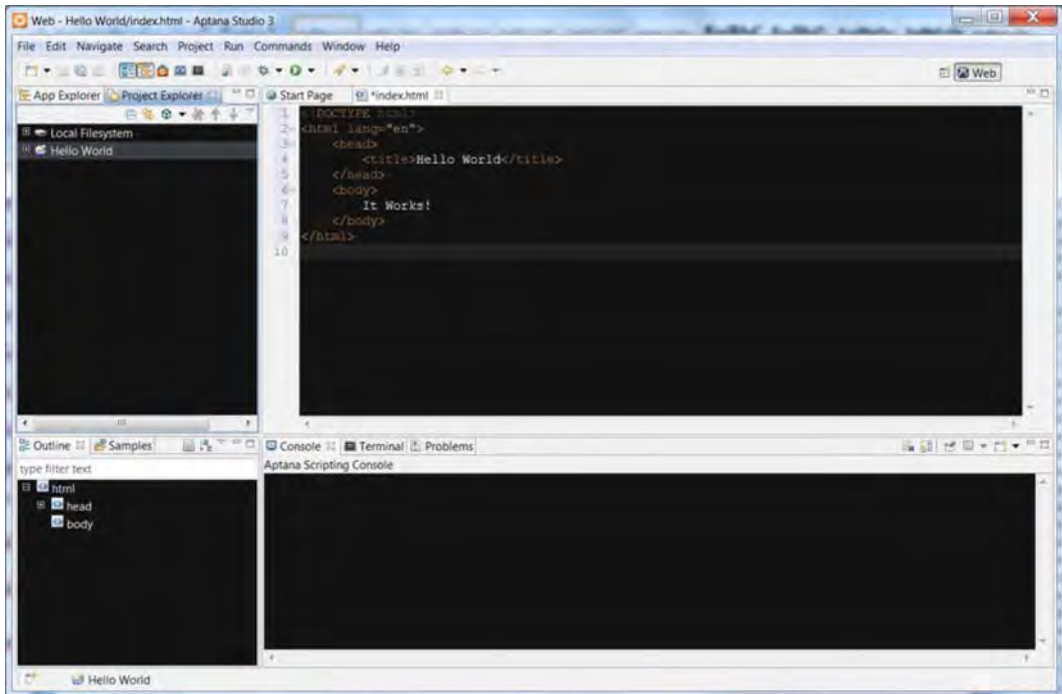 Web - Hello World/index.html - Aptana Studio 3
File Edit Navigate Search Project Run Commands Window Help
Web
App Explorer Project Explorer
Start Page *index.html
Local Filesystem
Hello World
1 <!DOCTYPE html>
2 <html lang="en">
3 <head>
4 <title>Hello World</title>
5 </head>
6 <body>
7 It Works!
8 </body>
9 </html>
10
Outline Samples
Console Terminal Problems
type filter text
Aptana Scripting Console
html
head
body
Hello World